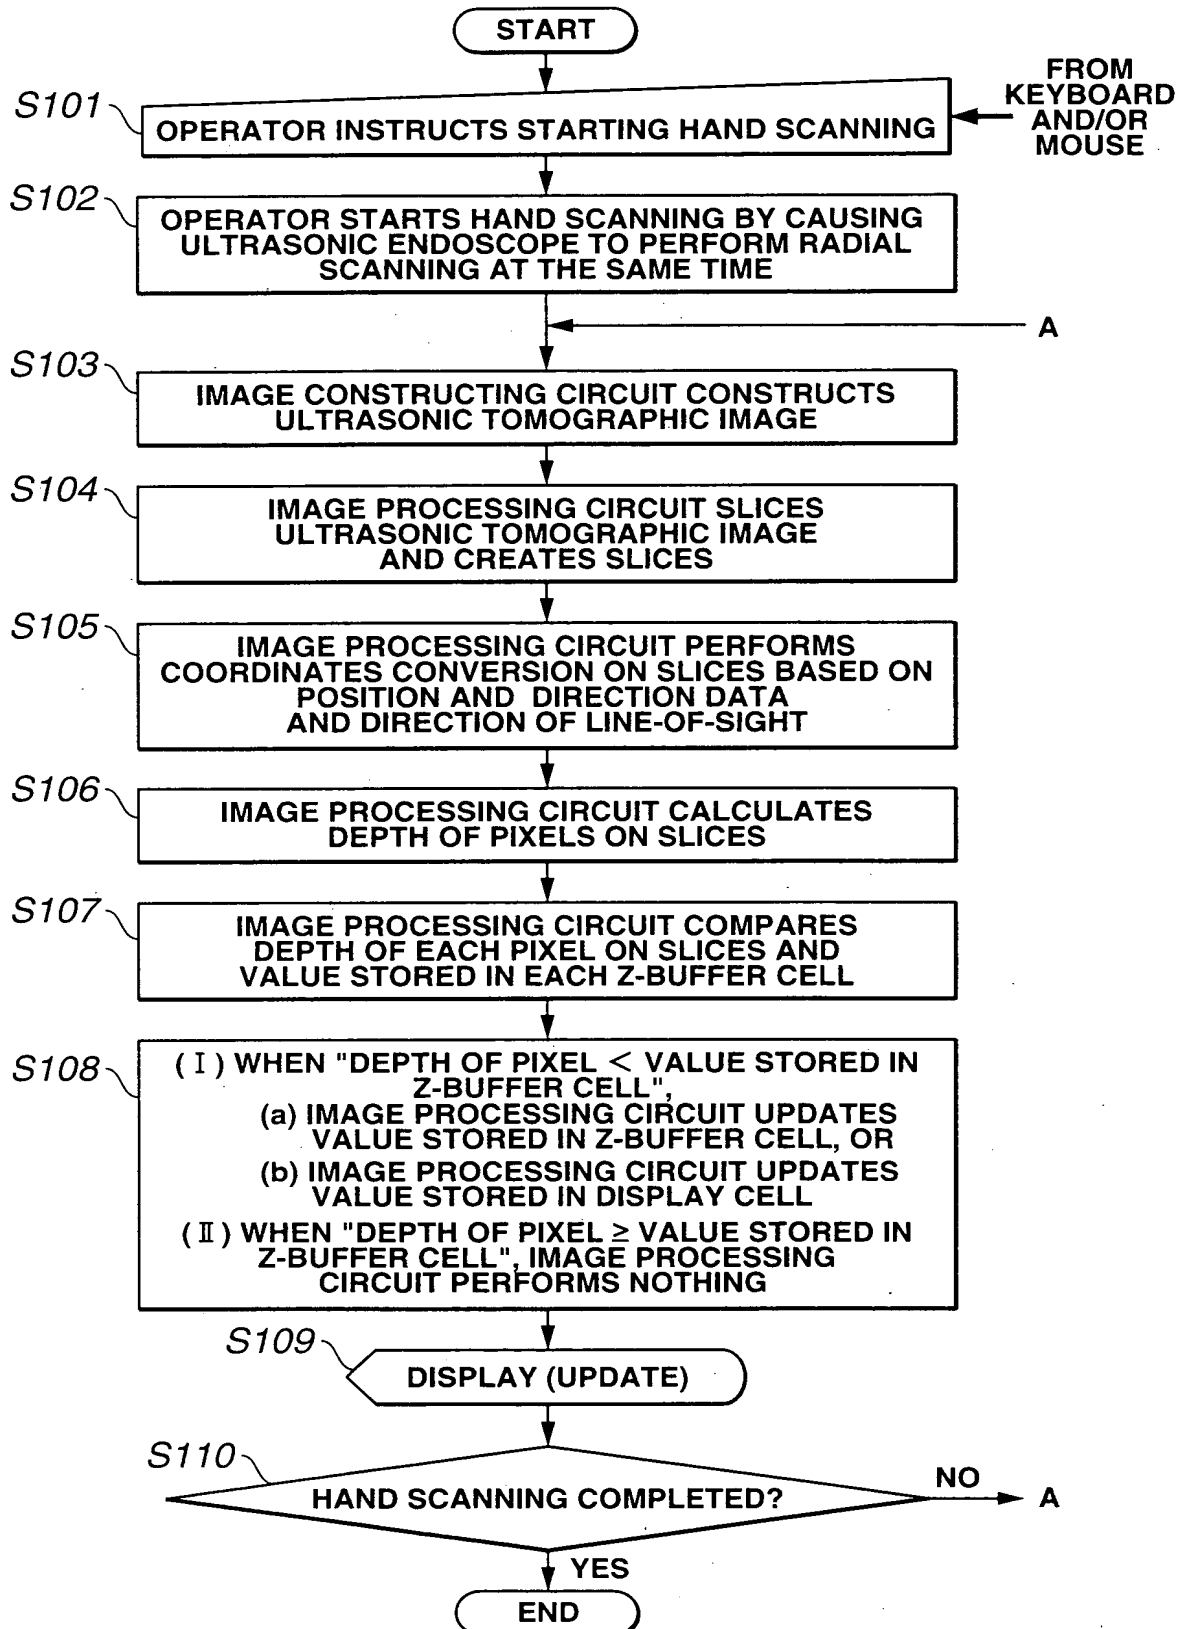 START
FROM
KEYBOARD
AND/OR
MOUSE
S101
OPERATOR INSTRUCTS STARTING HAND SCANNING
S102
OPERATOR STARTS HAND SCANNING BY CAUSING
ULTRASONIC ENDOSCOPE TO PERFORM RADIAL
SCANNING AT THE SAME TIME
A
S103
IMAGE CONSTRUCTING CIRCUIT CONSTRUCTS
ULTRASONIC TOMOGRAPHIC IMAGE
S104
IMAGE PROCESSING CIRCUIT SLICES
ULTRASONIC TOMOGRAPHIC IMAGE
AND CREATES SLICES
S105
IMAGE PROCESSING CIRCUIT PERFORMS
COORDINATES CONVERSION ON SLICES BASED ON
POSITION AND DIRECTION DATA
AND DIRECTION OF LINE-OF-SIGHT
S106
IMAGE PROCESSING CIRCUIT CALCULATES
DEPTH OF PIXELS ON SLICES
S107
IMAGE PROCESSING CIRCUIT COMPARES
DEPTH OF EACH PIXEL ON SLICES AND
VALUE STORED IN EACH Z-BUFFER CELL
S108
(Ⅰ) WHEN "DEPTH OF PIXEL < VALUE STORED IN
Z-BUFFER CELL",
(a) IMAGE PROCESSING CIRCUIT UPDATES
VALUE STORED IN Z-BUFFER CELL, OR
(b) IMAGE PROCESSING CIRCUIT UPDATES
VALUE STORED IN DISPLAY CELL
(Ⅱ) WHEN "DEPTH OF PIXEL ≥ VALUE STORED IN
Z-BUFFER CELL", IMAGE PROCESSING
CIRCUIT PERFORMS NOTHING
S109
DISPLAY (UPDATE)
S110
HAND SCANNING COMPLETED?
NO
A
YES
END